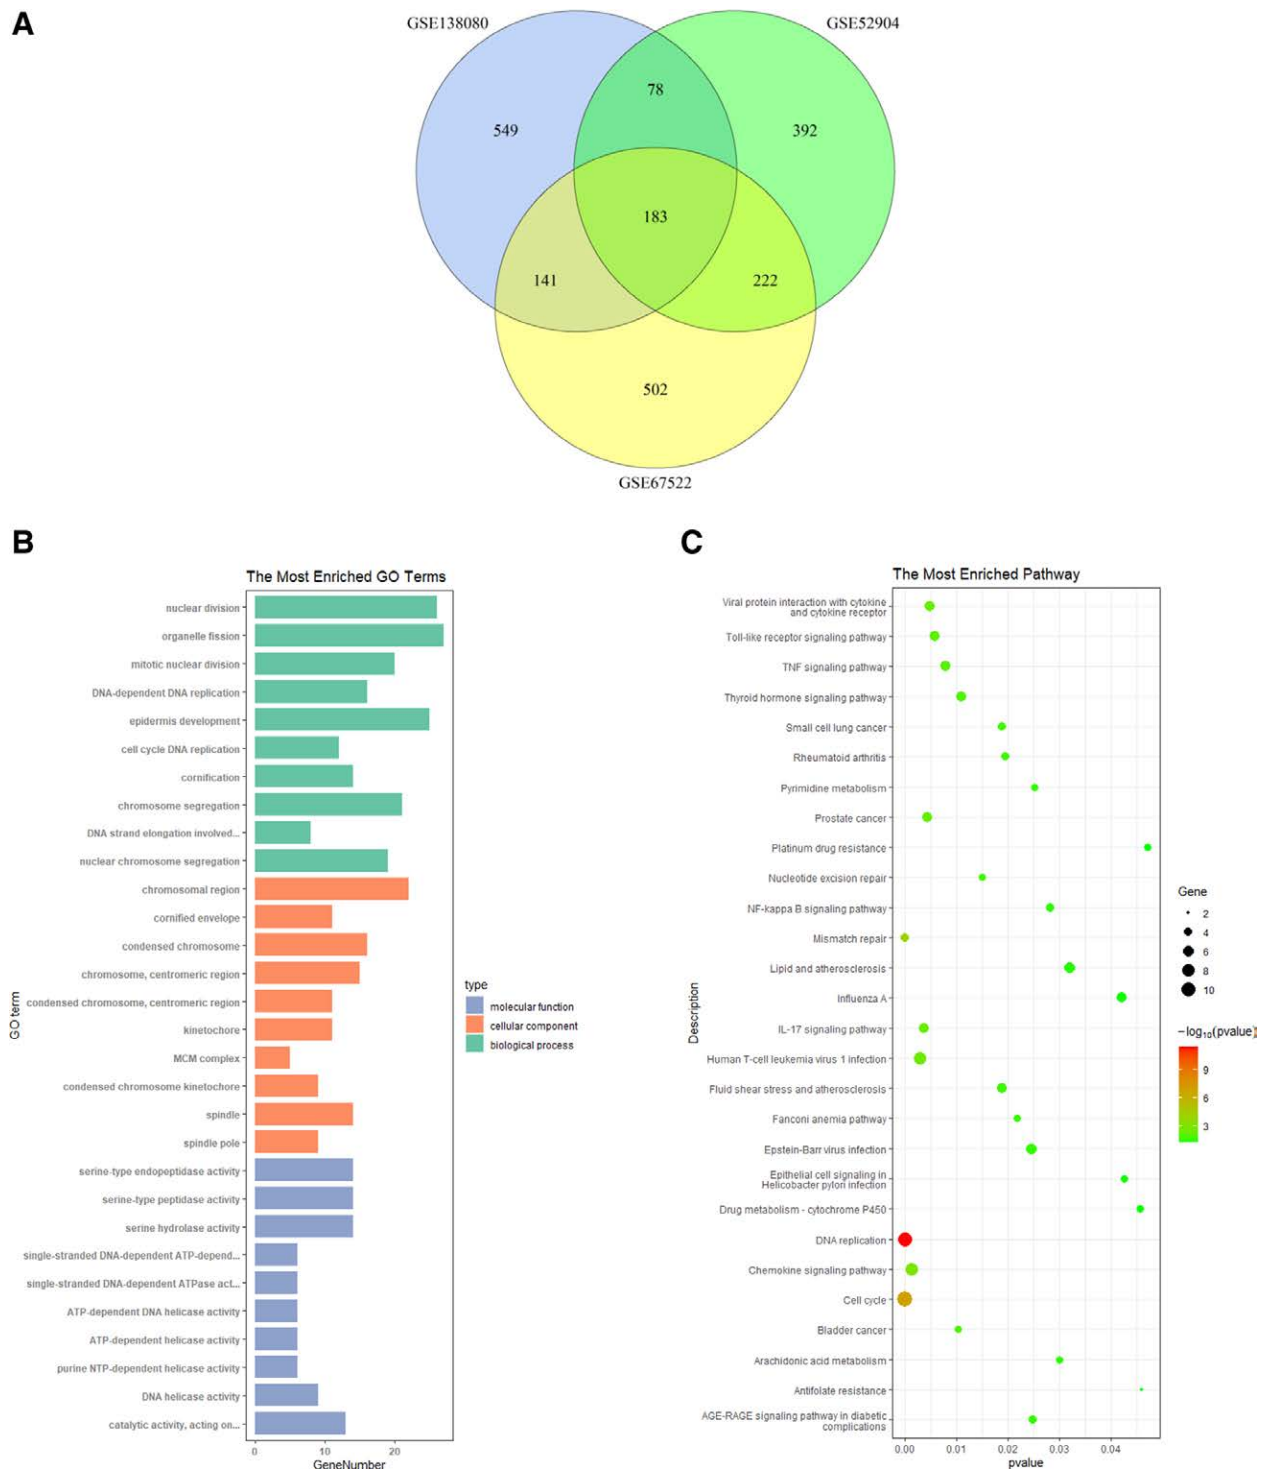 A
GSE138080
GSE52904
78
549
392
183
141
222
502
GSE67522
B
The Most Enriched GO Terms
nuclear division
organelle fission
mitotic nuclear division
DNA-dependent DNA replication
epidermis development
cell cycle DNA replication
cornification
chromosome segregation
DNA strand elongation involved...
nuclear chromosome segregation
chromosomal region
cornified envelope
condensed chromosome
chromosome, centromeric region
condensed chromosome, centromeric region
kinetochore
MCM complex
condensed chromosome kinetochore
spindle
spindle pole
serine-type endopeptidase activity
serine-type peptidase activity
serine hydrolase activity
single-stranded DNA-dependent ATP-depend...
single-stranded DNA-dependent ATPase act...
ATP-dependent DNA helicase activity
ATP-dependent helicase activity
purine NTP-dependent helicase activity
DNA helicase activity
catalytic activity, acting on...
GO term
0 10 20
GeneNumber
type
molecular function
cellular component
biological process
C
The Most Enriched Pathway
Viral protein interaction with cytokine
and cytokine receptor
Toll-like receptor signaling pathway
TNF signaling pathway
Thyroid hormone signaling pathway
Small cell lung cancer
Rheumatoid arthritis
Pyrimidine metabolism
Prostate cancer
Platinum drug resistance
Nucleotide excision repair
NF-kappa B signaling pathway
Mismatch repair
Lipid and atherosclerosis
Influenza A
IL-17 signaling pathway
Human T-cell leukemia virus 1 infection
Fluid shear stress and atherosclerosis
Fanconi anemia pathway
Epstein-Barr virus infection
Epithelial cell signaling in
Helicobacter pylori infection
Drug metabolism - cytochrome P450
DNA replication
Chemokine signaling pathway
Cell cycle
Bladder cancer
Arachidonic acid metabolism
Antifolate resistance
AGE-RAGE signaling pathway in diabetic
complications
Description
0.00 0.01 0.02 0.03 0.04
pvalue
Gene
2
4
6
8
10
−log10(pvalue)
9
6
3